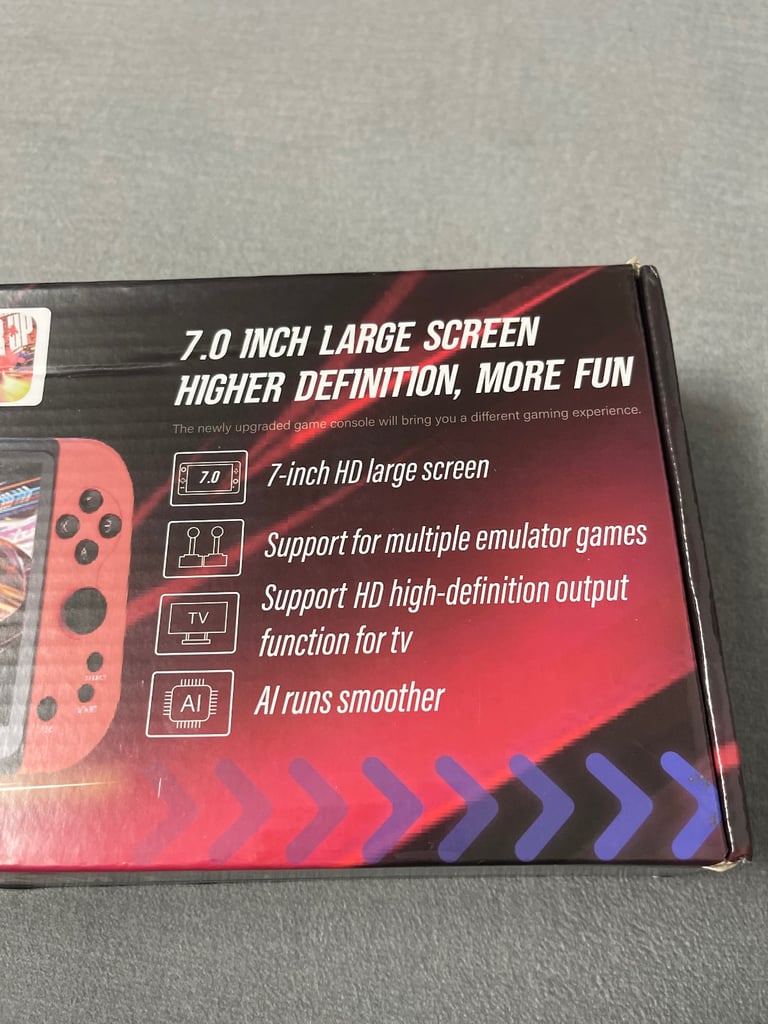 7.0 INCH LARGE SCREEN
HIGHER DEFINITION, MORE FUN
The newly upgraded game console will bring you a different gaming experience.
7.0
7-inch HD large screen
Support for multiple emulator games
TV
Support HD high-definition output
function for tv
AI
AI runs smoother